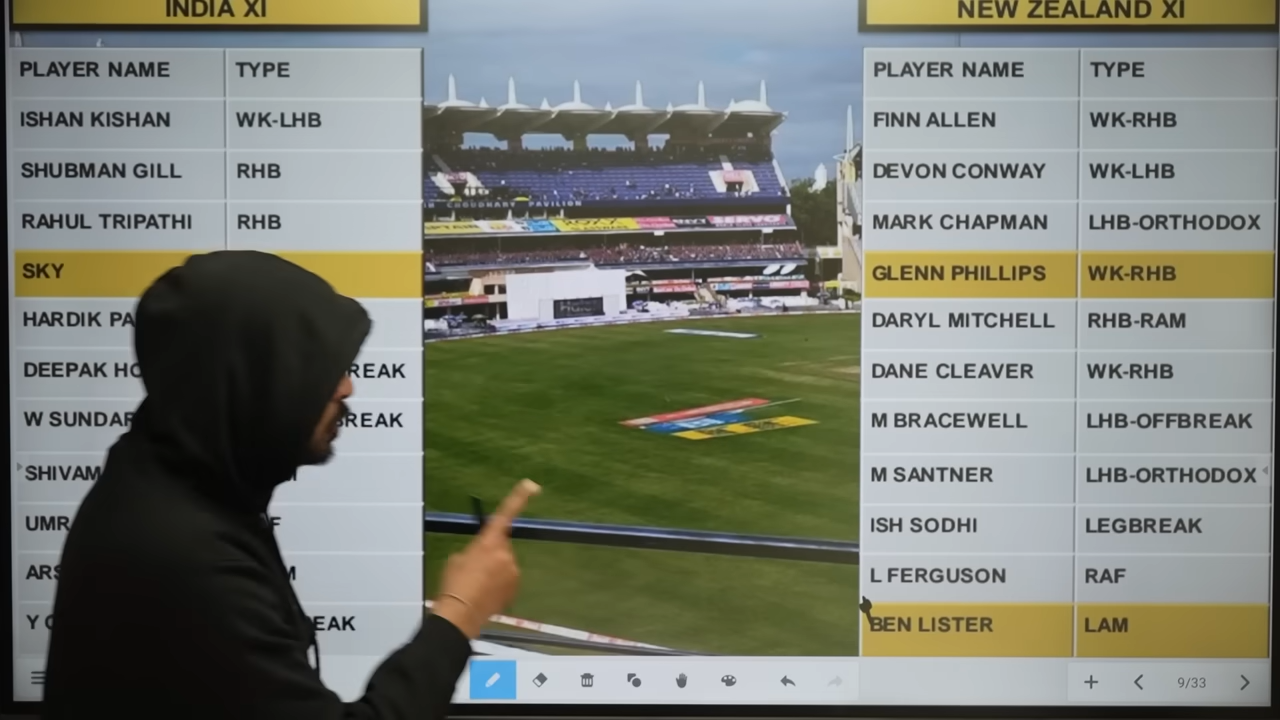 INDIA XI
PLAYER NAME TYPE
ISHAN KISHAN WK-LHB
SHUBMAN GILL RHB
RAHUL TRIPATHI RHB
SKY
HARDIK PA
DEEPAK HO REAK
W SUNDAR BREAK
SHIVAM
UMR F
ARS M
Y C EAK
NEW ZEALAND XI
PLAYER NAME TYPE
FINN ALLEN WK-RHB
DEVON CONWAY WK-LHB
MARK CHAPMAN LHB-ORTHODOX
GLENN PHILLIPS WK-RHB
DARYL MITCHELL RHB-RAM
DANE CLEAVER WK-RHB
M BRACEWELL LHB-OFFBREAK
M SANTNER LHB-ORTHODOX
ISH SODHI LEGBREAK
L FERGUSON RAF
BEN LISTER LAM
9/33